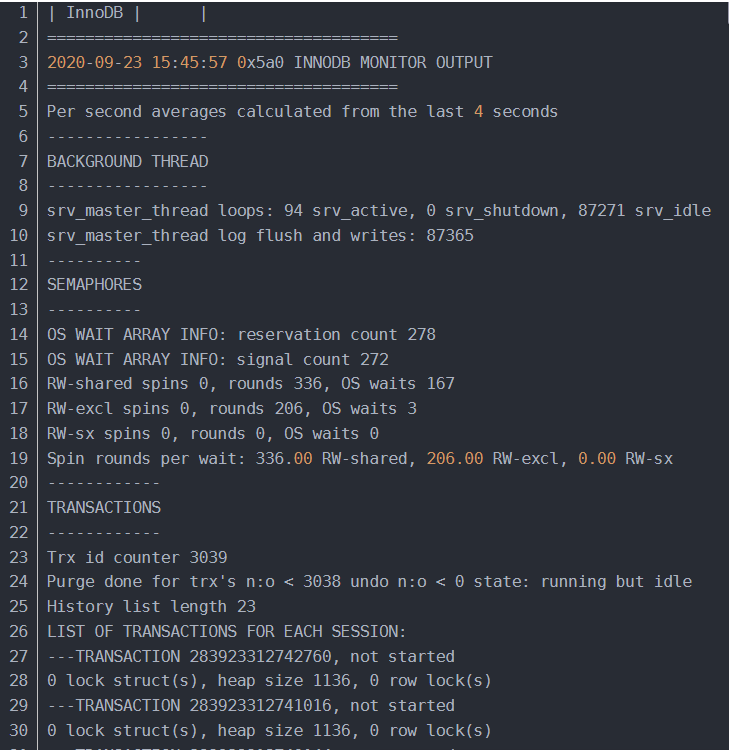 1 | InnoDB |      |
2 =====================================
3 2020-09-23 15:45:57 0x5a0 INNODB MONITOR OUTPUT
4 =====================================
5 Per second averages calculated from the last 4 seconds
6 -----------------
7 BACKGROUND THREAD
8 -----------------
9 srv_master_thread loops: 94 srv_active, 0 srv_shutdown, 87271 srv_idle
10 srv_master_thread log flush and writes: 87365
11 ----------
12 SEMAPHORES
13 ----------
14 OS WAIT ARRAY INFO: reservation count 278
15 OS WAIT ARRAY INFO: signal count 272
16 RW-shared spins 0, rounds 336, OS waits 167
17 RW-excl spins 0, rounds 206, OS waits 3
18 RW-sx spins 0, rounds 0, OS waits 0
19 Spin rounds per wait: 336.00 RW-shared, 206.00 RW-excl, 0.00 RW-sx
20 ------------
21 TRANSACTIONS
22 ------------
23 Trx id counter 3039
24 Purge done for trx's n:o < 3038 undo n:o < 0 state: running but idle
25 History list length 23
26 LIST OF TRANSACTIONS FOR EACH SESSION:
27 ---TRANSACTION 283923312742760, not started
28 0 lock struct(s), heap size 1136, 0 row lock(s)
29 ---TRANSACTION 283923312741016, not started
30 0 lock struct(s), heap size 1136, 0 row lock(s)